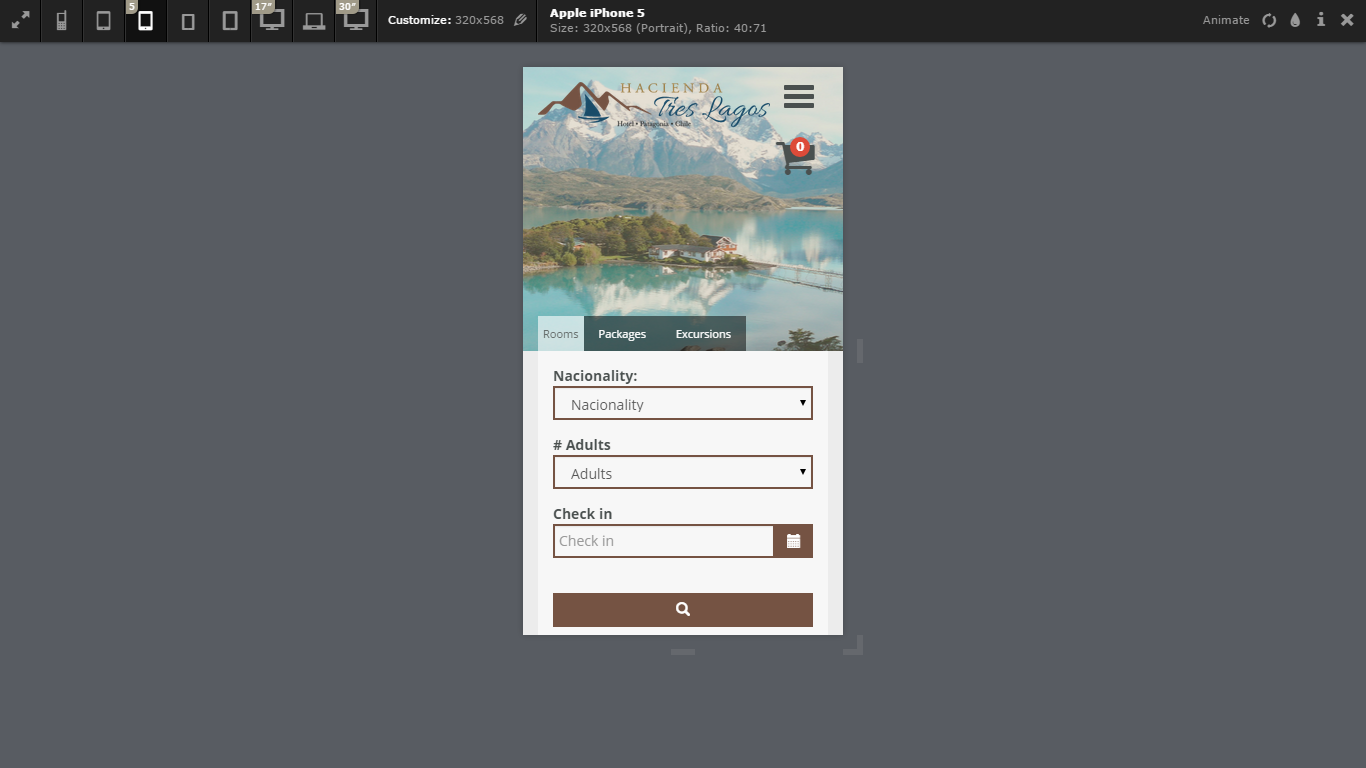 5
17"
30"
Customize: 320x568
Apple iPhone 5
Size: 320x568 (Portrait), Ratio: 40:71
Animate
HACIENDA
Tres Lagos
Hotel • Patagonia • Chile
0
Rooms
Packages
Excursions
Nacionality:
Nacionality
# Adults
Adults
Check in
Check in